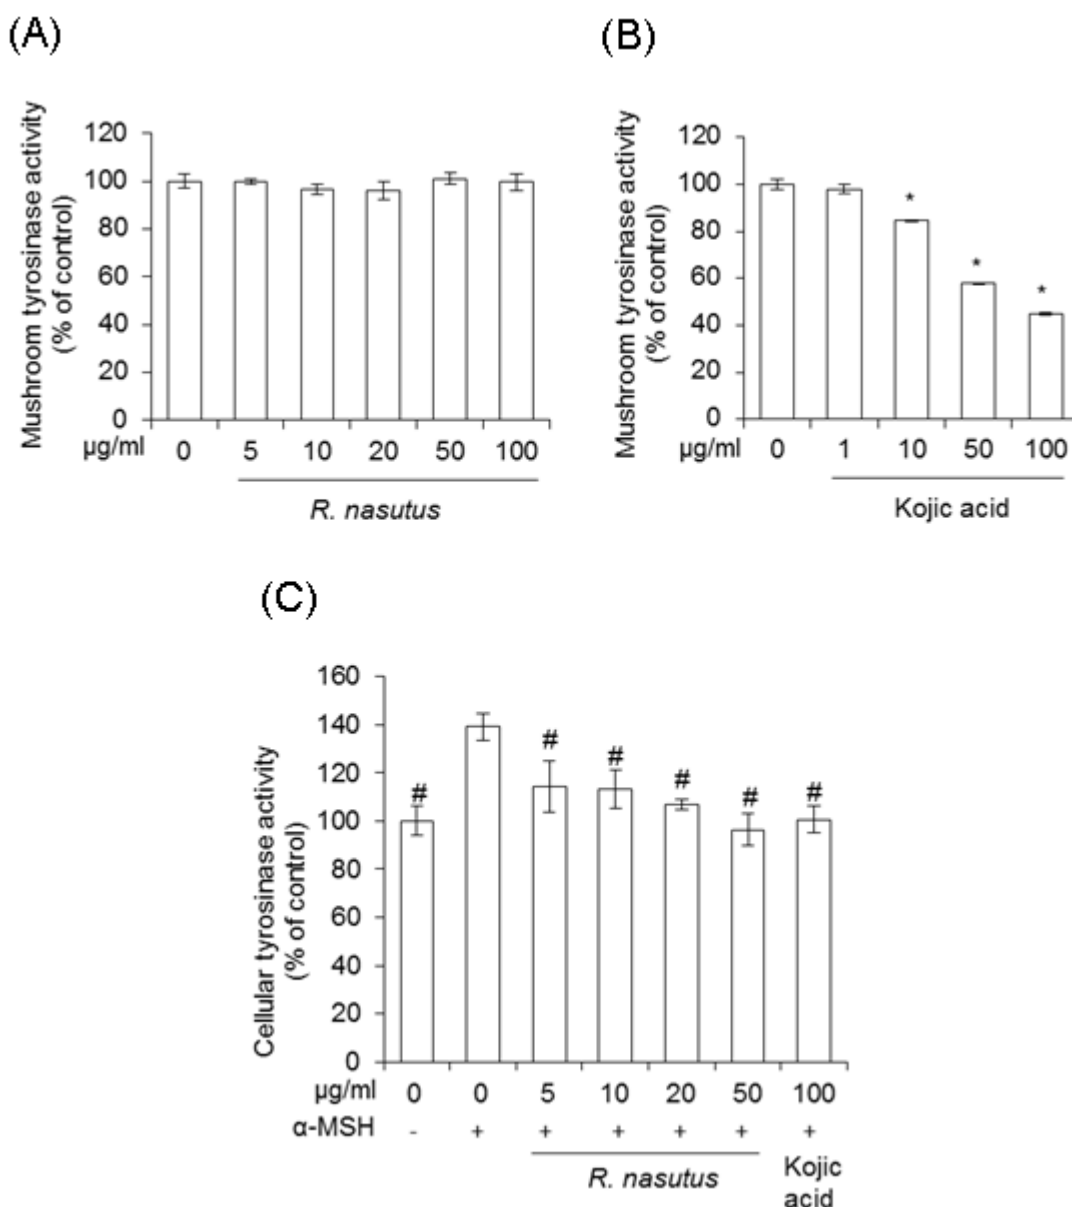 (A)
Mushroom tyrosinase activity
(% of control)
120
100
80
60
40
20
0
µg/ml 0 5 10 20 50 100
R. nasutus
(B)
Mushroom tyrosinase activity
(% of control)
120
100
80
60
40
20
0
* * *
µg/ml 0 1 10 50 100
Kojic acid
(C)
Cellular tyrosinase activity
(% of control)
160
140
120
100
80
60
40
20
0
# # # # # #
µg/ml 0 0 5 10 20 50 100
α-MSH - + + + + + +
R. nasutus
Kojic
acid